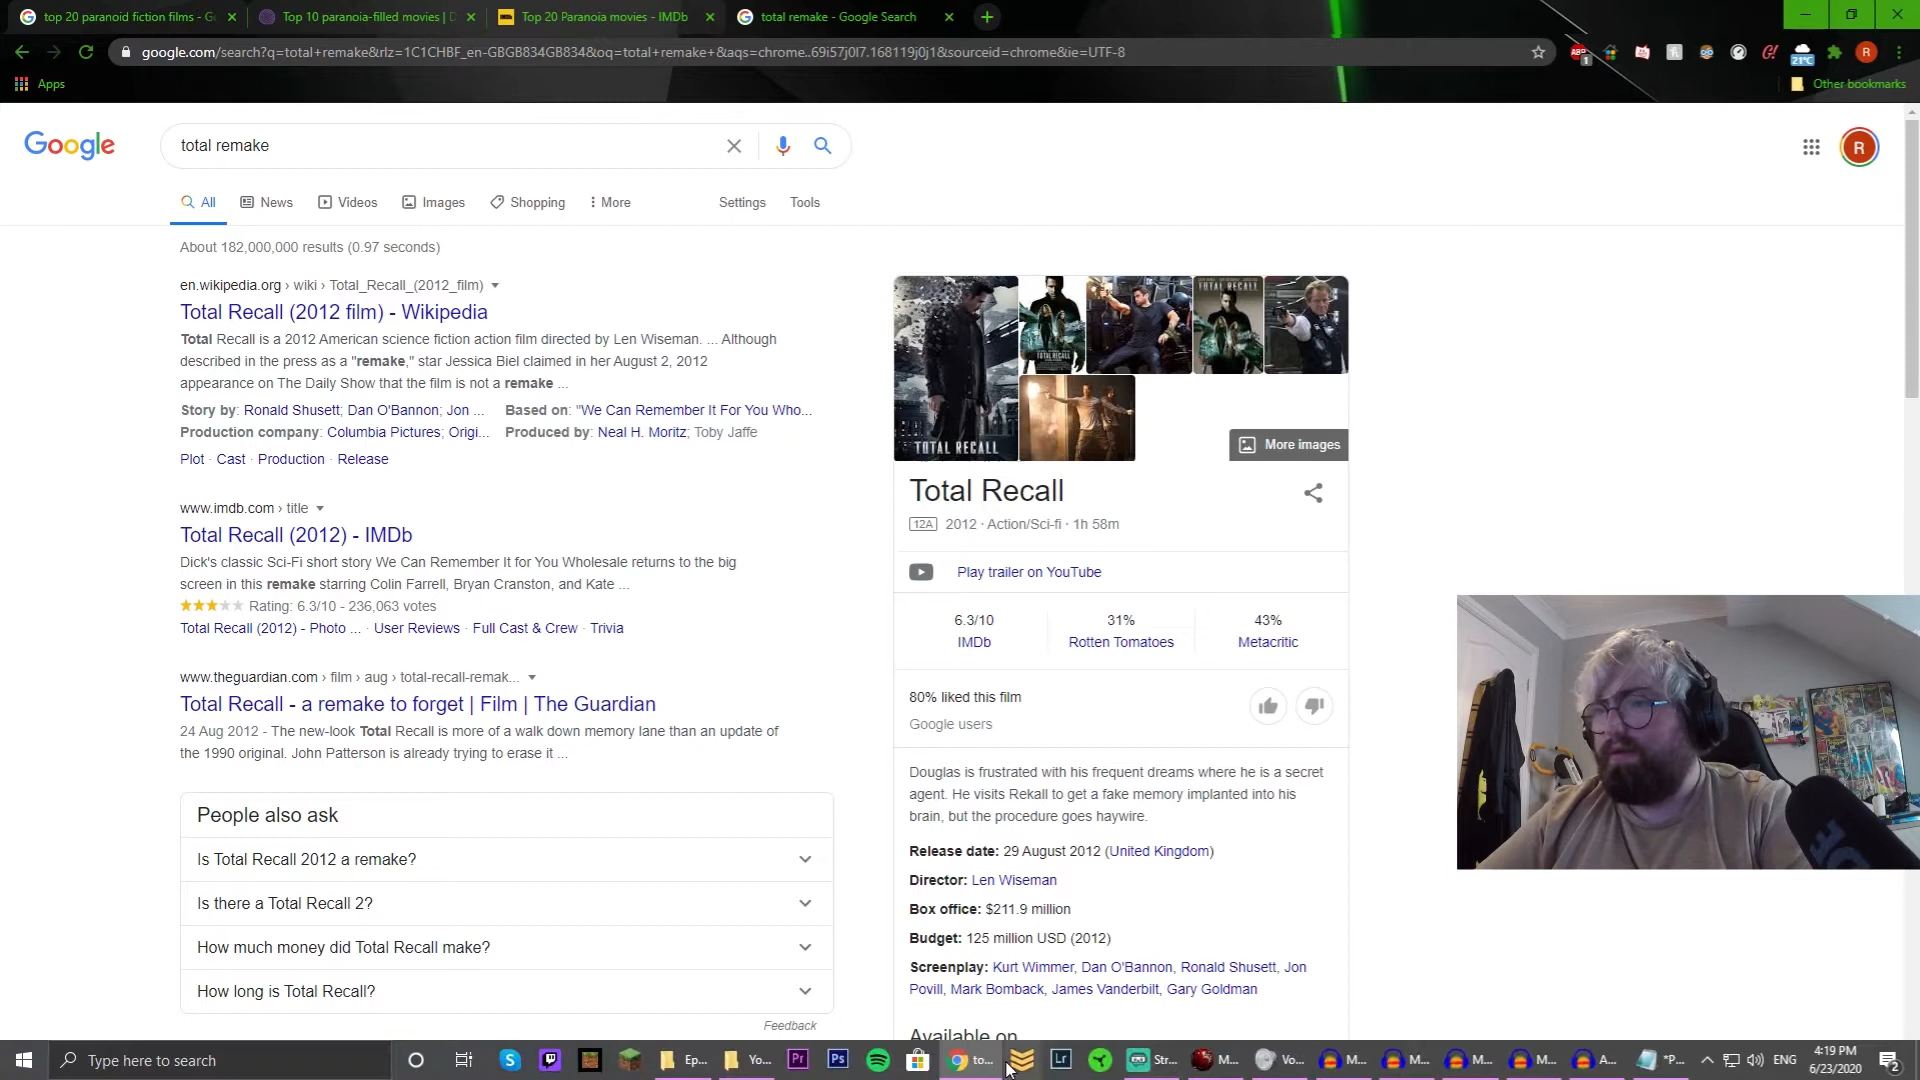 top 20 paranoid fiction films - G
Top 10 paranoia-filled movies | D
Top 20 Paranoia movies - IMDb
total remake - Google Search
google.com/search?q=total+remake&rlz=1C1CHBF_en-GBGB834GB834&oq=total+remake+&aqs=chrome..69i57j0l7.168119j0j1&sourceid=chrome&ie=UTF-8
ABP
1
21°C
R
Apps
Other bookmarks
Google
total remake
R
All
News
Videos
Images
Shopping
More
Settings
Tools
About 182,000,000 results (0.97 seconds)
en.wikipedia.org › wiki › Total_Recall_(2012_film)
Total Recall (2012 film) - Wikipedia
Total Recall is a 2012 American science fiction action film directed by Len Wiseman. ... Although
described in the press as a "remake," star Jessica Biel claimed in her August 2, 2012
appearance on The Daily Show that the film is not a remake ...
Story by: Ronald Shusett; Dan O'Bannon; Jon ...
Based on: "We Can Remember It For You Who...
Production company: Columbia Pictures; Origi...
Produced by: Neal H. Moritz; Toby Jaffe
Plot · Cast · Production · Release
www.imdb.com › title
Total Recall (2012) - IMDb
Dick's classic Sci-Fi short story We Can Remember It for You Wholesale returns to the big
screen in this remake starring Colin Farrell, Bryan Cranston, and Kate ...
Rating: 6.3/10 - 236,063 votes
Total Recall (2012) - Photo ... · User Reviews · Full Cast & Crew · Trivia
www.theguardian.com › film › aug › total-recall-remak...
Total Recall - a remake to forget | Film | The Guardian
24 Aug 2012 - The new-look Total Recall is more of a walk down memory lane than an update of
the 1990 original. John Patterson is already trying to erase it ...
People also ask
Is Total Recall 2012 a remake?
Is there a Total Recall 2?
How much money did Total Recall make?
How long is Total Recall?
Feedback
TOTAL RECALL
TOTAL RECALL
TOTAL RECALL
More images
Total Recall
12A 2012 · Action/Sci-fi · 1h 58m
Play trailer on YouTube
6.3/10
IMDb
31%
Rotten Tomatoes
43%
Metacritic
80% liked this film
Google users
Douglas is frustrated with his frequent dreams where he is a secret
agent. He visits Rekall to get a fake memory implanted into his
brain, but the procedure goes haywire.
Release date: 29 August 2012 (United Kingdom)
Director: Len Wiseman
Box office: $211.9 million
Budget: 125 million USD (2012)
Screenplay: Kurt Wimmer, Dan O'Bannon, Ronald Shusett, Jon
Povill, Mark Bomback, James Vanderbilt, Gary Goldman
Available on
Type here to search
Ep...
Yo...
Pr
Ps
to...
Lr
Str...
M...
Vo...
M...
M...
M...
M...
A...
*P...
ENG
4:19 PM
6/23/2020
2